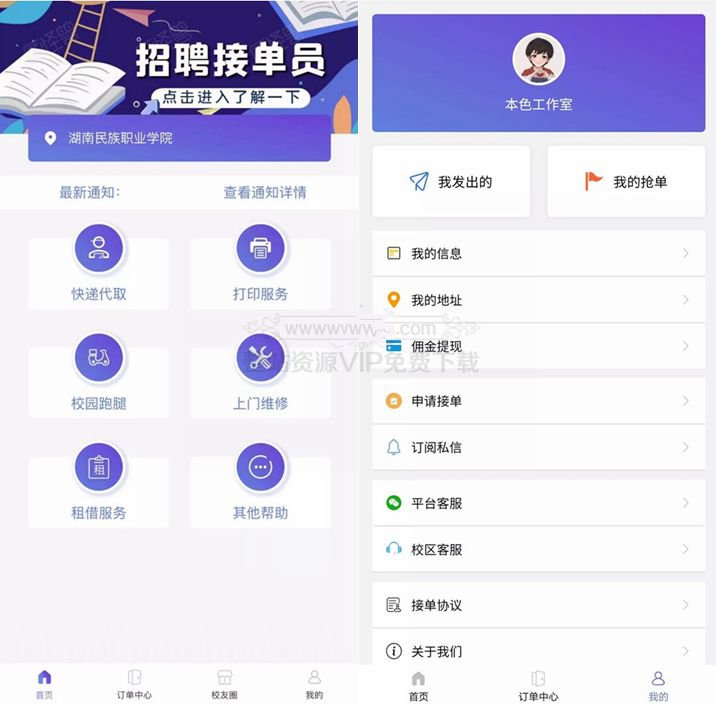 招聘接单员
点击进入了解一下
湖南民族职业学院
最新通知：
查看通知详情
快递代取
打印服务
校园跑腿
上门维修
租
租借服务
其他帮助
首页
订单中心
校友圈
我的
本色工作室
我发出的
我的抢单
我的信息
我的地址
佣金提现
申请接单
订阅私信
平台客服
校区客服
接单协议
关于我们
首页
订单中心
我的
资源VIP免费下载